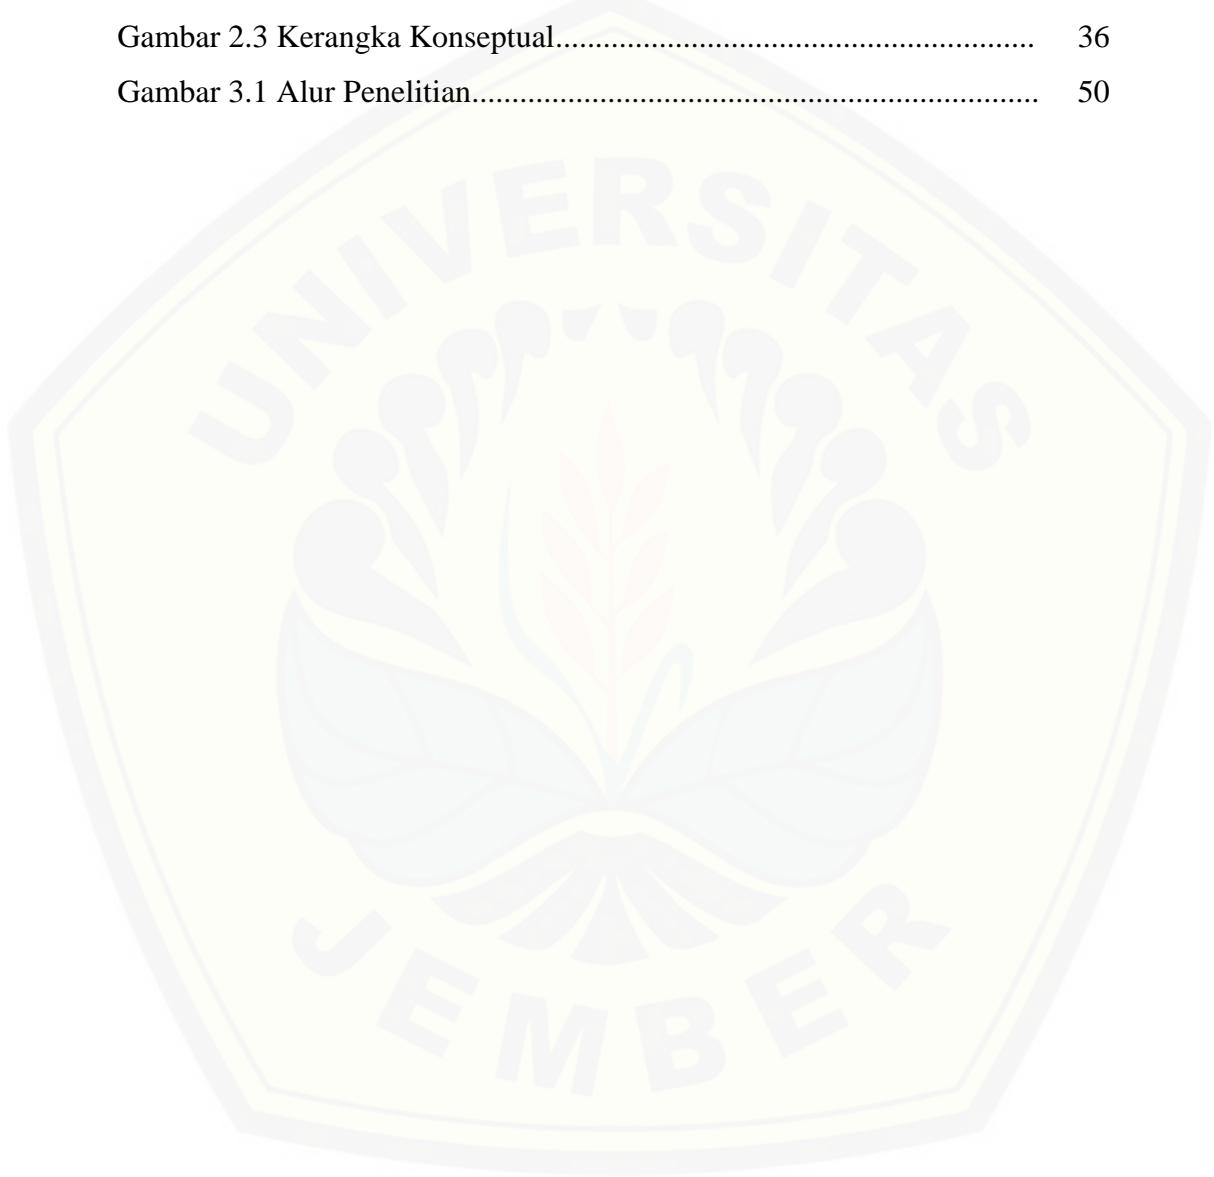 Gambar 2.3 Kerangka Konseptual............................................................ 36
Gambar 3.1 Alur Penelitian....................................................................... 50
UNIVERSITAS
JEMBER